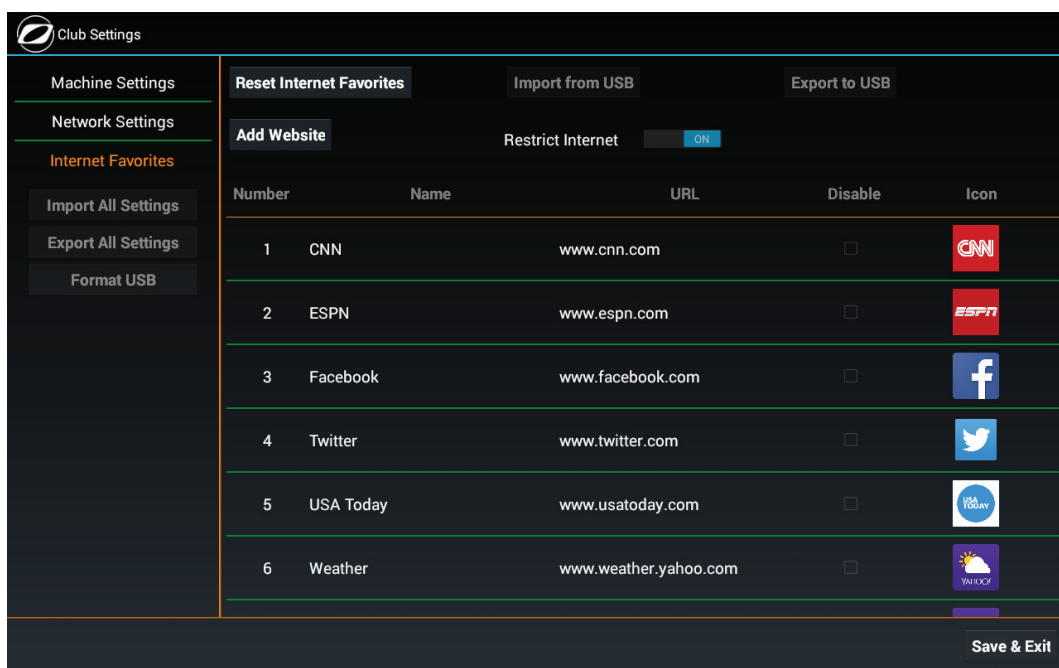 Club Settings
Machine Settings
Network Settings
Internet Favorites
Import All Settings
Export All Settings
Format USB
Reset Internet Favorites Import from USB Export to USB
Add Website Restrict Internet ON
Number Name URL Disable Icon
1 CNN www.cnn.com CNN
2 ESPN www.espn.com ESPN
3 Facebook www.facebook.com f
4 Twitter www.twitter.com
5 USA Today www.usatoday.com USA TODAY
6 Weather www.weather.yahoo.com YAHOO!
Save & Exit